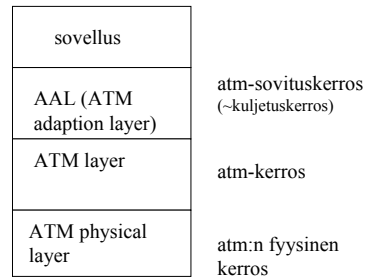 sovellus
AAL (ATM
adaption layer)
atm-sovituskerros
(~kuljetuskerros)
ATM layer
atm-kerros
ATM physical
layer
atm:n fyysinen
kerros